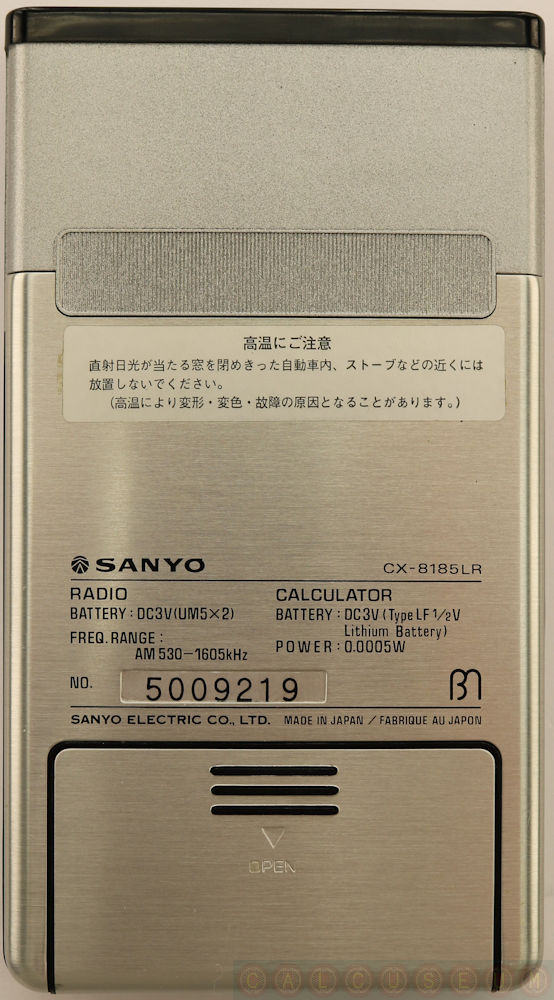 高温にご注意
直射日光が当たる窓を閉めきった自動車内、ストーブなどの近くには
放置しないでください。
(高温により変形・変色・故障の原因となることがあります。)
SANYO CX-8185LR
RADIO
BATTERY : DC3V(UM5×2)
FREQ. RANGE :
AM 530–1605kHz
CALCULATOR
BATTERY : DC3V (Type LF 1/2V
Lithium Battery)
POWER : 0.0005W
NO. 5009219
SANYO ELECTRIC CO., LTD. MADE IN JAPAN / FABRIQUE AU JAPON
OPEN
CALCUSEUM